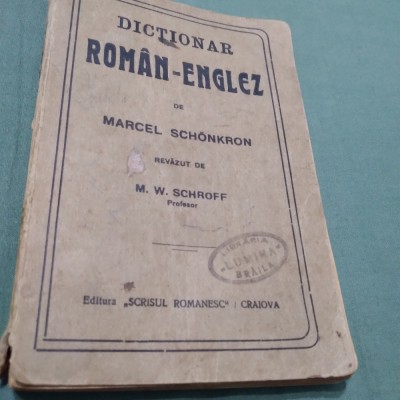 DICTIONAR
ROMÂN-ENGLEZ
DE
MARCEL SCHÖNKRON
REVĂZUT DE
M. W. SCHROFF
Profesor
LIBRĂRIA
"LUMINA"
BRĂILA
Editura „SCRISUL ROMANESC" / CRAIOVA